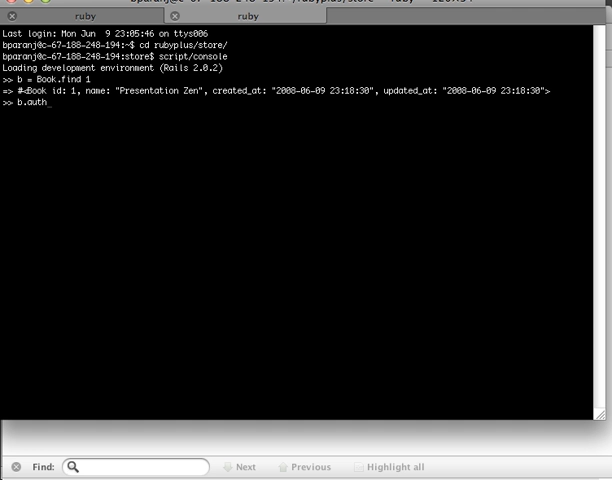 ruby
ruby
Last login: Mon Jun  9 23:05:46 on ttys006
bparanj@c-67-188-248-194:~$ cd rubyplus/store/
bparanj@c-67-188-248-194:store$ script/console
Loading development environment (Rails 2.0.2)
>> b = Book.find 1
=> #<Book id: 1, name: "Presentation Zen", created_at: "2008-06-09 23:18:30", updated_at: "2008-06-09 23:18:30">
>> b.auth_
Find: Next Previous Highlight all